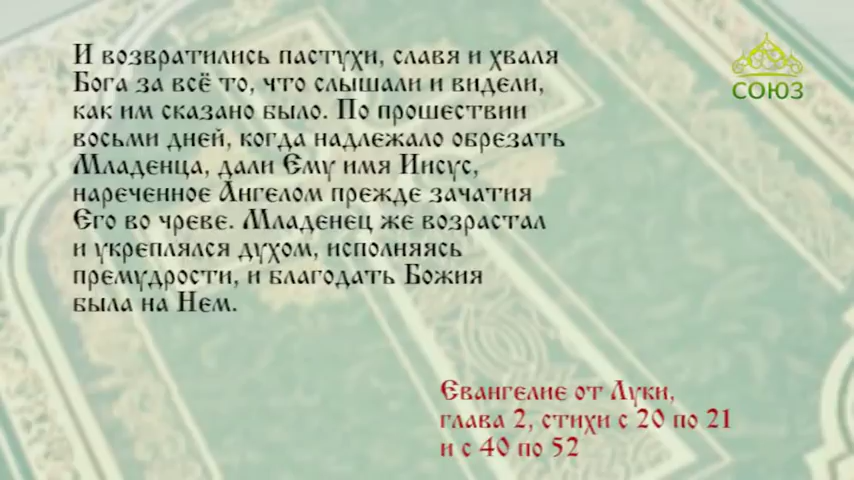 И возвратились пастухи, славя и хваля
Бога за всё то, что слышали и видели,
как им сказано было. По прошествии
восьми дней, когда надлежало обрезать
Младенца, дали Ему имя Иисус,
нареченное Ангелом прежде зачатия
Его во чреве. Младенец же возрастал
и укреплялся духом, исполняясь
премудрости, и благодать Божия
была на Нем.
СОЮЗ
Евангелие от Луки,
глава 2, стихи с 20 по 21
и с 40 по 52